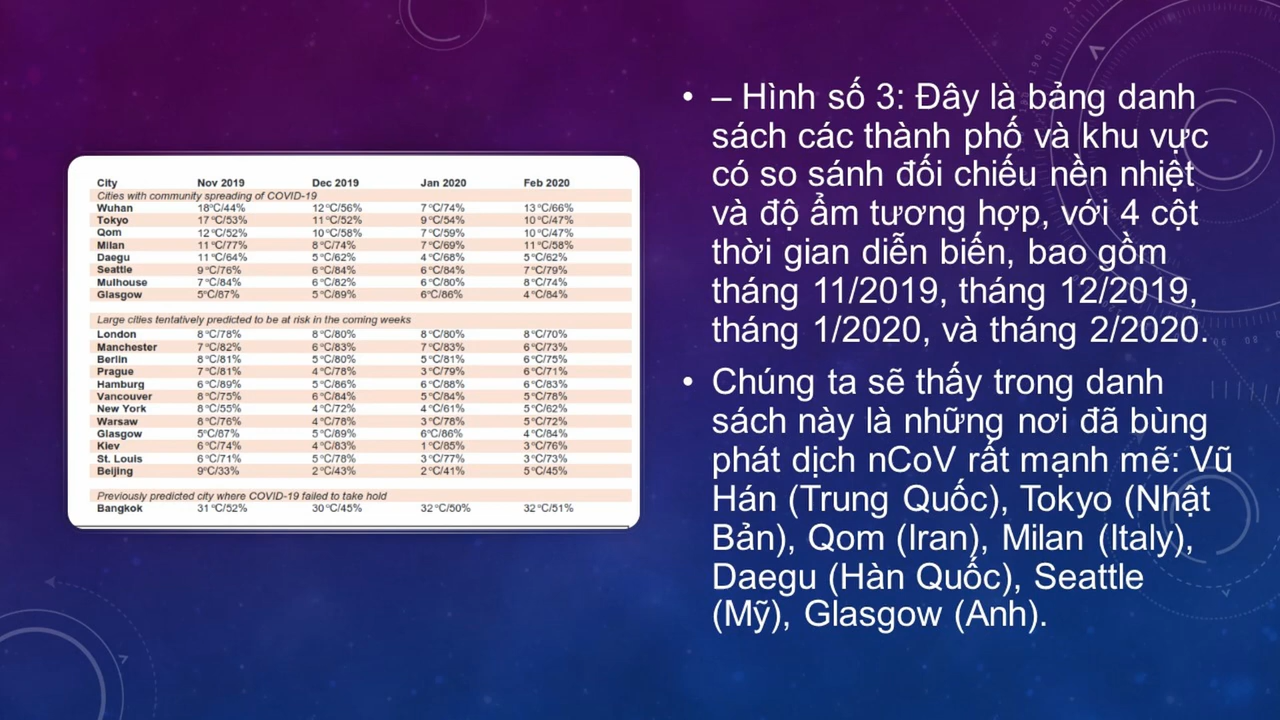 City Nov 2019 Dec 2019 Jan 2020 Feb 2020
Cities with community spreading of COVID-19
Wuhan 18°C/44% 12°C/56% 7°C/74% 13°C/66%
Tokyo 17°C/53% 11°C/52% 9°C/54% 10°C/47%
Qom 12°C/52% 10°C/58% 7°C/59% 10°C/47%
Milan 11°C/77% 8°C/74% 7°C/69% 11°C/58%
Daegu 11°C/64% 5°C/62% 4°C/68% 5°C/62%
Seattle 9°C/76% 6°C/84% 6°C/84% 7°C/79%
Mulhouse 7°C/84% 6°C/82% 6°C/80% 8°C/74%
Glasgow 5°C/87% 5°C/89% 6°C/86% 4°C/84%
Large cities tentatively predicted to be at risk in the coming weeks
London 8°C/78% 8°C/80% 8°C/80% 8°C/70%
Manchester 7°C/82% 6°C/83% 7°C/83% 6°C/73%
Berlin 8°C/81% 5°C/80% 5°C/81% 6°C/75%
Prague 7°C/81% 4°C/78% 3°C/79% 6°C/71%
Hamburg 6°C/89% 5°C/86% 6°C/88% 6°C/83%
Vancouver 8°C/75% 6°C/84% 5°C/84% 5°C/78%
New York 8°C/55% 4°C/72% 4°C/61% 5°C/62%
Warsaw 8°C/76% 4°C/78% 3°C/78% 5°C/72%
Glasgow 5°C/87% 5°C/89% 6°C/86% 4°C/84%
Kiev 6°C/74% 4°C/83% 1°C/85% 3°C/76%
St. Louis 6°C/71% 5°C/78% 3°C/77% 3°C/73%
Beijing 9°C/33% 2°C/43% 2°C/41% 5°C/45%
Previously predicted city where COVID-19 failed to take hold
Bangkok 31°C/52% 30°C/45% 32°C/50% 32°C/51%
• – Hình số 3: Đây là bảng danh
sách các thành phố và khu vực
có so sánh đối chiếu nền nhiệt
và độ ẩm tương hợp, với 4 cột
thời gian diễn biến, bao gồm
tháng 11/2019, tháng 12/2019,
tháng 1/2020, và tháng 2/2020.
• Chúng ta sẽ thấy trong danh
sách này là những nơi đã bùng
phát dịch nCoV rất mạnh mẽ: Vũ
Hán (Trung Quốc), Tokyo (Nhật
Bản), Qom (Iran), Milan (Italy),
Daegu (Hàn Quốc), Seattle
(Mỹ), Glasgow (Anh).